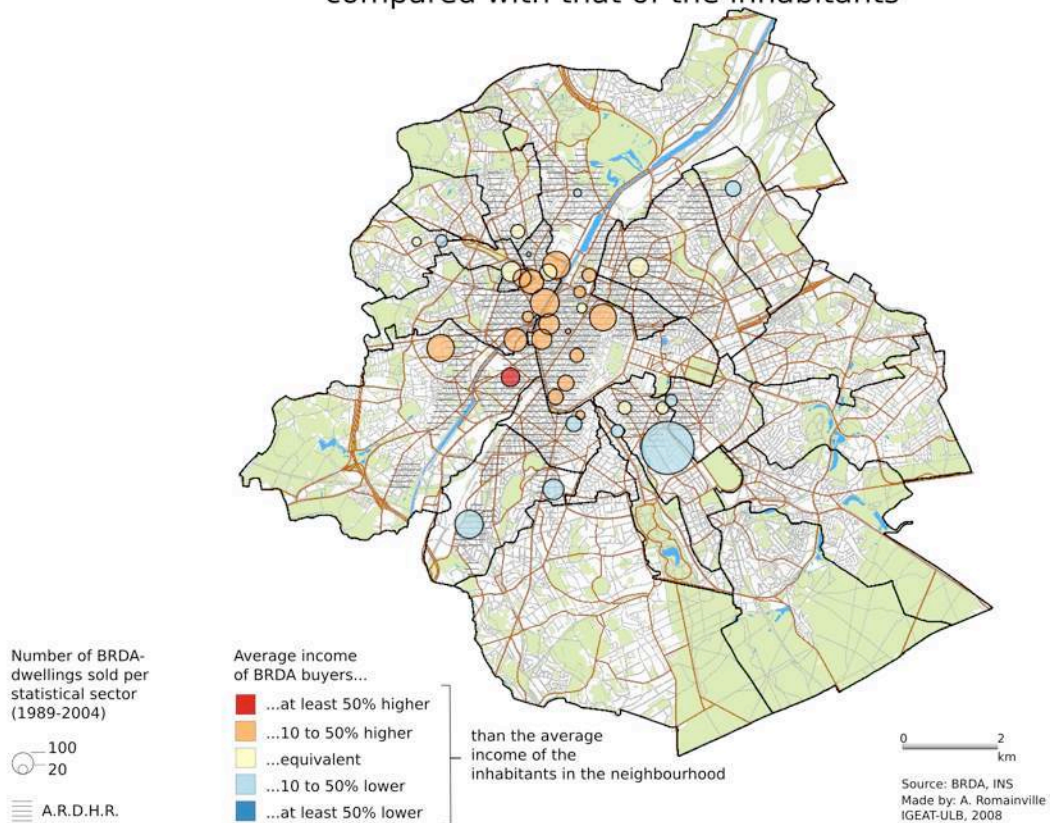 compared with that of the inhabitants
Number of BRDA-
dwellings sold per
statistical sector
(1989-2004)
100
20
A.R.D.H.R.
Average income
of BRDA buyers...
...at least 50% higher
...10 to 50% higher
...equivalent
...10 to 50% lower
...at least 50% lower
than the average
income of the
inhabitants in the neighbourhood
0 2
km
Source: BRDA, INS
Made by: A. Romainville
IGEAT-ULB, 2008